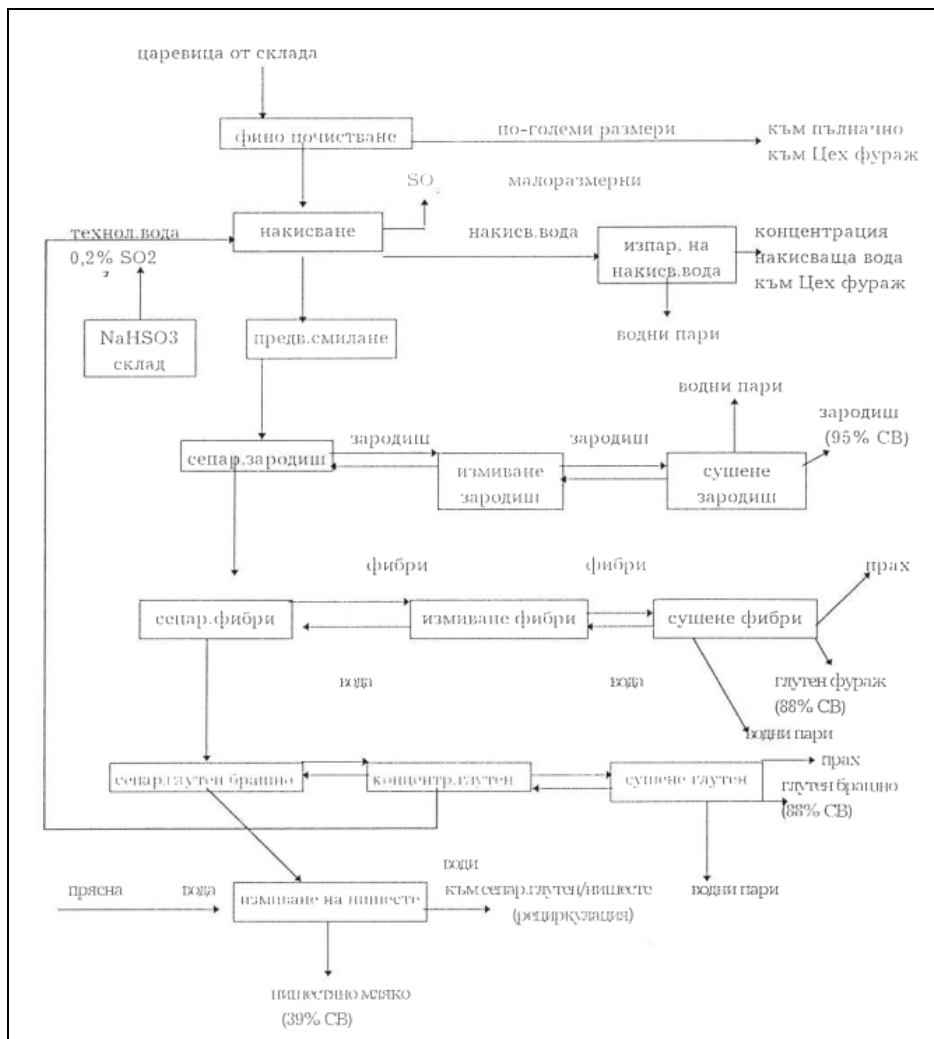 царевица от склада
фино почистване
по-големи размери
към пълначно
към Цех фураж
SO
малоразмерни
технол.вода
0,2% SO2
накисване
накисв.вода
изпар. на
накисв.вода
концентрация
накисваща вода
към Цех фураж
NaHSO3
склад
предв.смилане
водни пари
водни пари
зародиш
(95% СВ)
сепар.зародиш
зародиш
измиване
зародиш
зародиш
сушене
зародиш
фибри
фибри
прах
сепар.фибри
измиване фибри
сушене фибри
вода
вода
глутен фураж
(88% СВ)
водни пари
сепар.глутен брашно
концентр.глутен
сушене глутен
прах
глутен брашно
(88% СВ)
водни пари
прясна вода
измиване на нишесте
води
към сепар.глутен/нишесте
(рециркулация)
нишестяно мляко
(39% СВ)